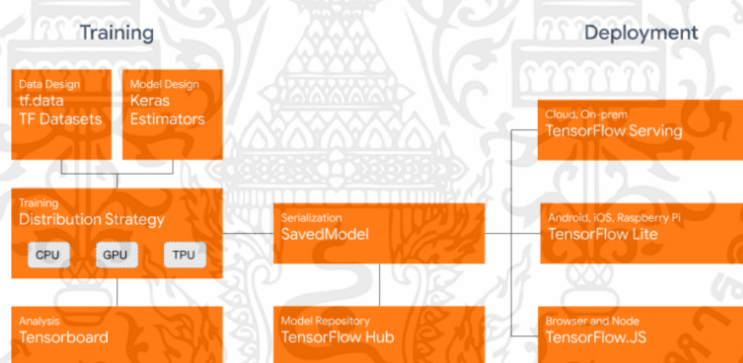 Training
Deployment
Data Design
tf.data
TF Datasets
Model Design
Keras
Estimators
Training
Distribution Strategy
CPU
GPU
TPU
Analysis
Tensorboard
Serialization
SavedModel
Model Repository
TensorFlow Hub
Cloud, On-prem
TensorFlow Serving
Android, iOS, Raspberry Pi
TensorFlow Lite
Browser and Node
TensorFlow.JS